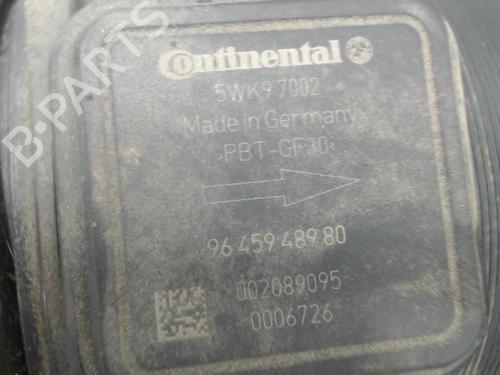 B-PARTS
Continental
5WK9 7002
Made in Germany
>PBT-GF30<
96 459 489 80
002089095
0006726